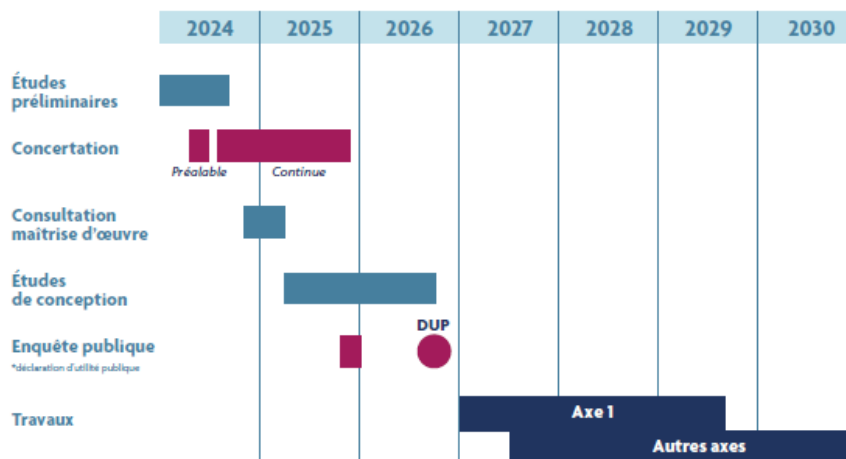 2024 2025 2026 2027 2028 2029 2030
Études
préliminaires
Concertation
Préalable Continue
Consultation
maîtrise d'œuvre
Études
de conception
DUP
Enquête publique
*déclaration d'utilité publique
Travaux
Axe 1
Autres axes